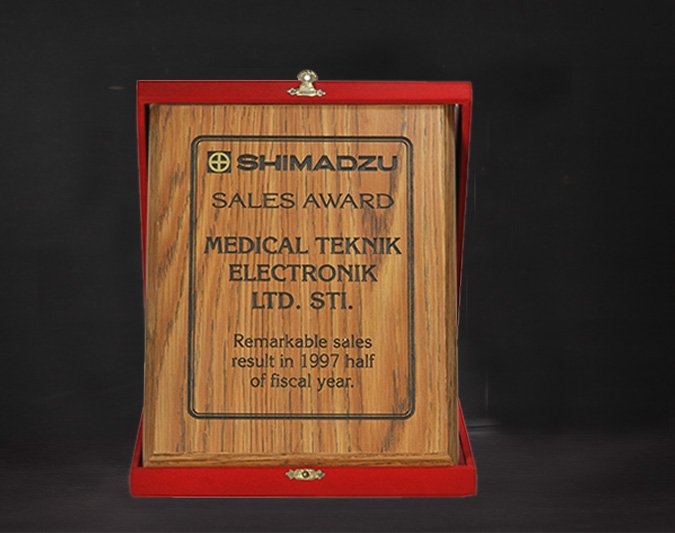 SHIMADZU
SALES AWARD
MEDICAL TEKNIK
ELECTRONIK
LTD. STI.
Remarkable sales
result in 1997 half
of fiscal year.